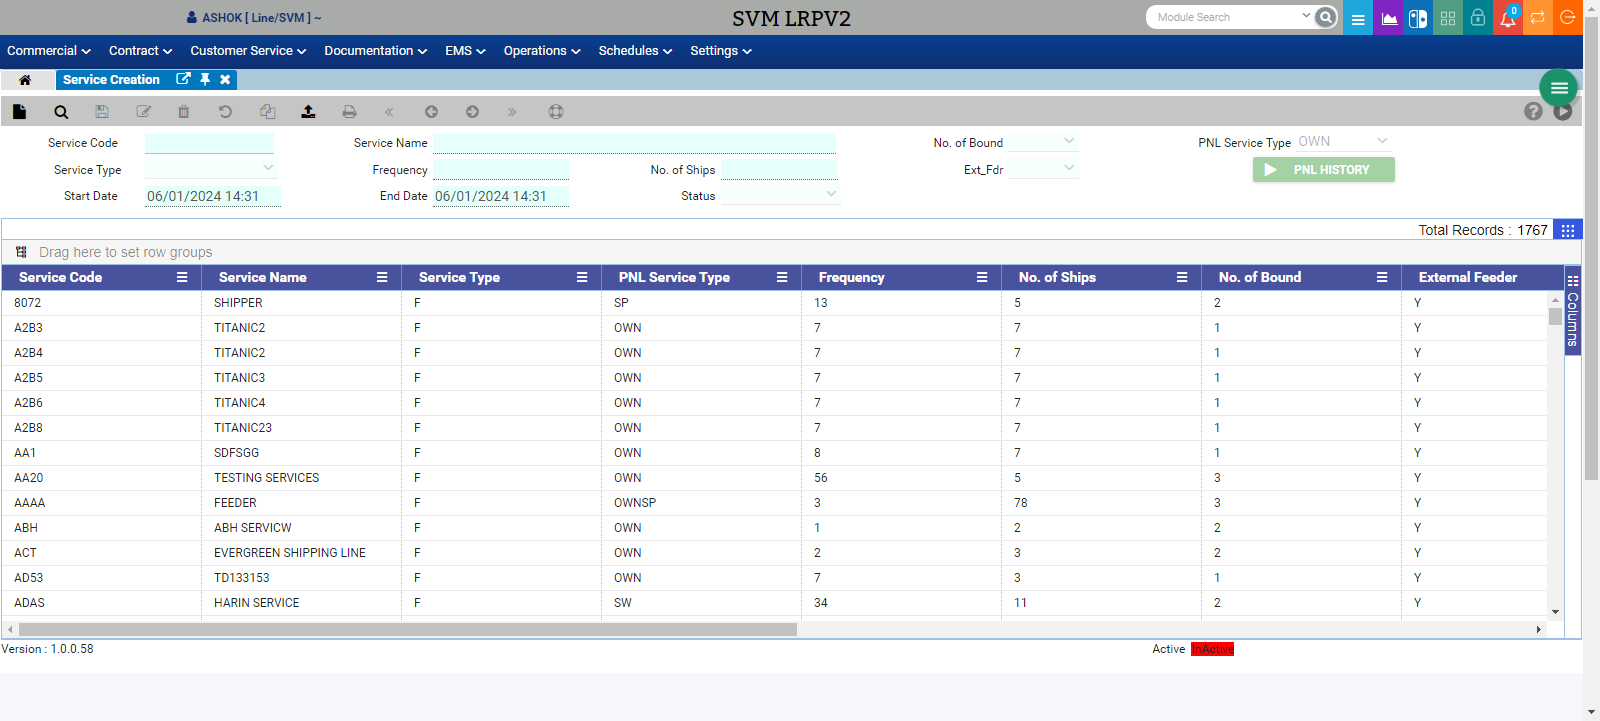 ASHOK [ Line/SVM ] ~
SVM LRPV2
Module Search
0
Commercial Contract Customer Service Documentation EMS Operations Schedules Settings
Service Creation
Service Code Service Name No. of Bound PNL Service Type OWN
Service Type Frequency No. of Ships Ext_Fdr PNL HISTORY
Start Date 06/01/2024 14:31 End Date 06/01/2024 14:31 Status
Total Records : 1767
Drag here to set row groups
Service Code Service Name Service Type PNL Service Type Frequency No. of Ships No. of Bound External Feeder
Columns
8072 SHIPPER F SP 13 5 2 Y
A2B3 TITANIC2 F OWN 7 7 1 Y
A2B4 TITANIC2 F OWN 7 7 1 Y
A2B5 TITANIC3 F OWN 7 7 1 Y
A2B6 TITANIC4 F OWN 7 7 1 Y
A2B8 TITANIC23 F OWN 7 7 1 Y
AA1 SDFSGG F OWN 8 7 1 Y
AA20 TESTING SERVICES F OWN 56 5 3 Y
AAAA FEEDER F OWNSP 3 78 3 Y
ABH ABH SERVICW F OWN 1 2 2 Y
ACT EVERGREEN SHIPPING LINE F OWN 2 3 2 Y
AD53 TD133153 F OWN 7 3 1 Y
ADAS HARIN SERVICE F SW 34 11 2 Y
Version : 1.0.0.58
Active InActive